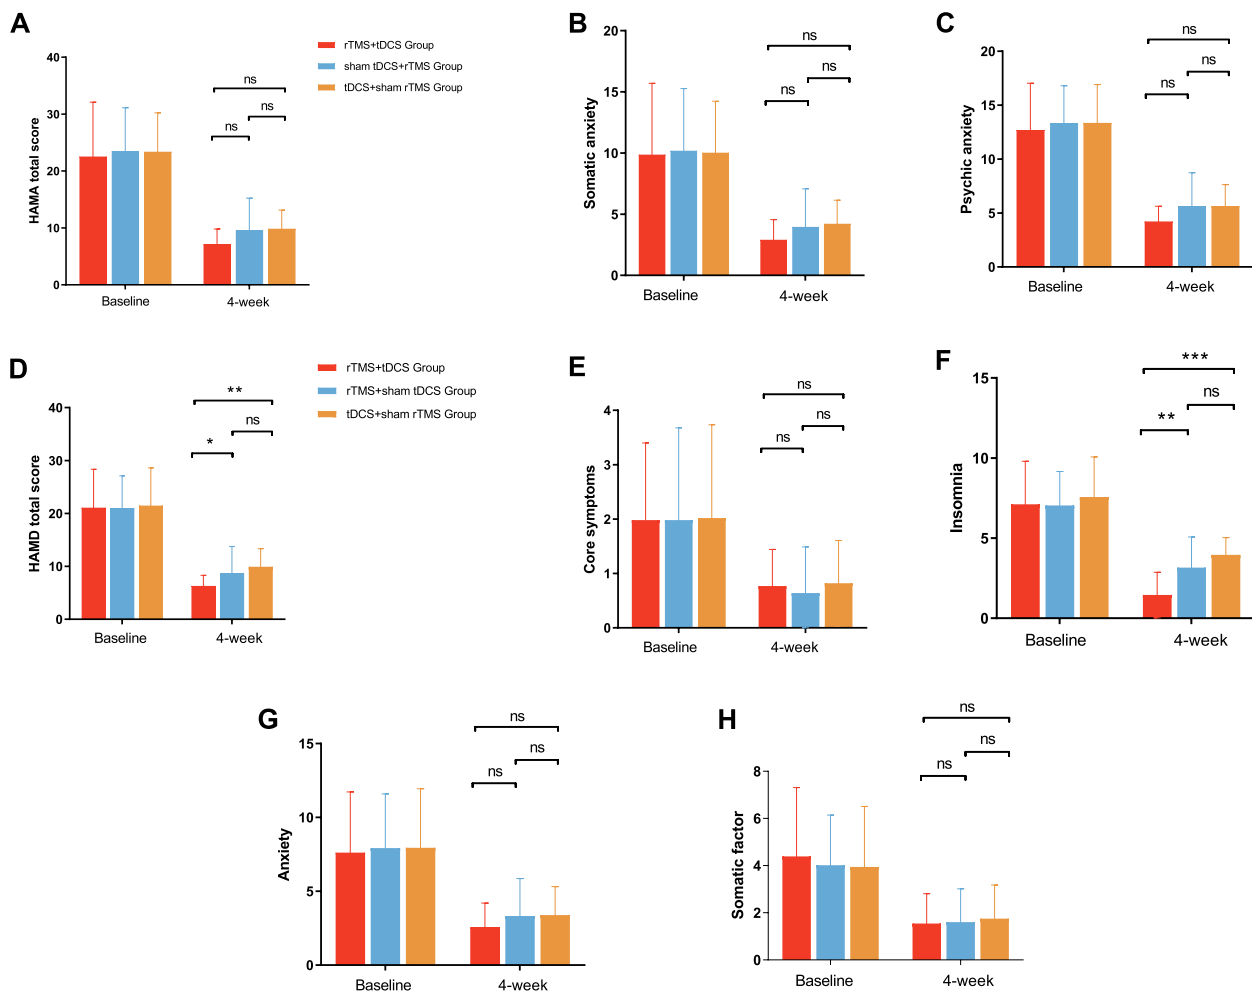 A
HAMA total score
40
30
20
10
0
Baseline
4-week
ns
ns
ns
rTMS+tDCS Group
sham tDCS+rTMS Group
tDCS+sham rTMS Group
B
Somatic anxiety
20
15
10
5
0
Baseline
4-week
ns
ns
ns
C
Psychic anxiety
20
15
10
5
0
Baseline
4-week
ns
ns
ns
D
HAMD total score
40
30
20
10
0
Baseline
4-week
**
ns
*
rTMS+tDCS Group
rTMS+sham tDCS Group
tDCS+sham rTMS Group
E
Core symptoms
4
3
2
1
0
Baseline
4-week
ns
ns
ns
F
Insomnia
15
10
5
0
Baseline
4-week
***
ns
**
G
Anxiety
15
10
5
0
Baseline
4-week
ns
ns
ns
H
Somatic factor
8
6
4
2
0
Baseline
4-week
ns
ns
ns